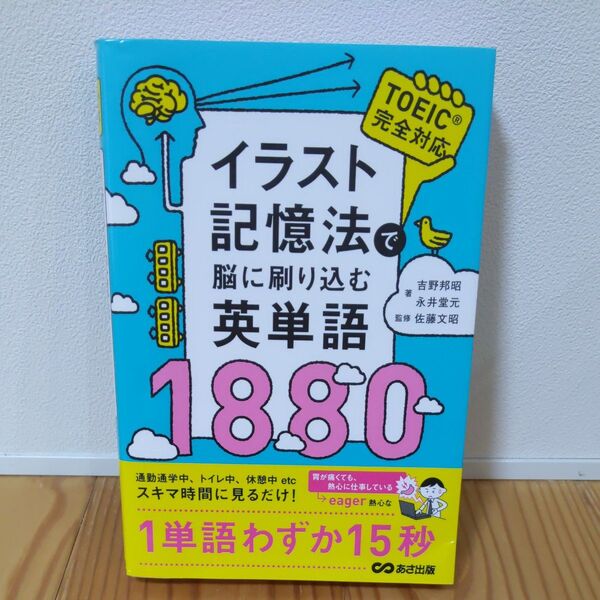 TOEIC®
完全対応
イラスト
記憶法で
脳に刷り込む
英単語
1880
著 吉野邦昭
永井堂元
監修 佐藤文昭
通勤通学中、トイレ中、休憩中 etc
スキマ時間に見るだけ!
胃が痛くても、
熱心に仕事している
eager 熱心な
1単語わずか15秒
あさ出版